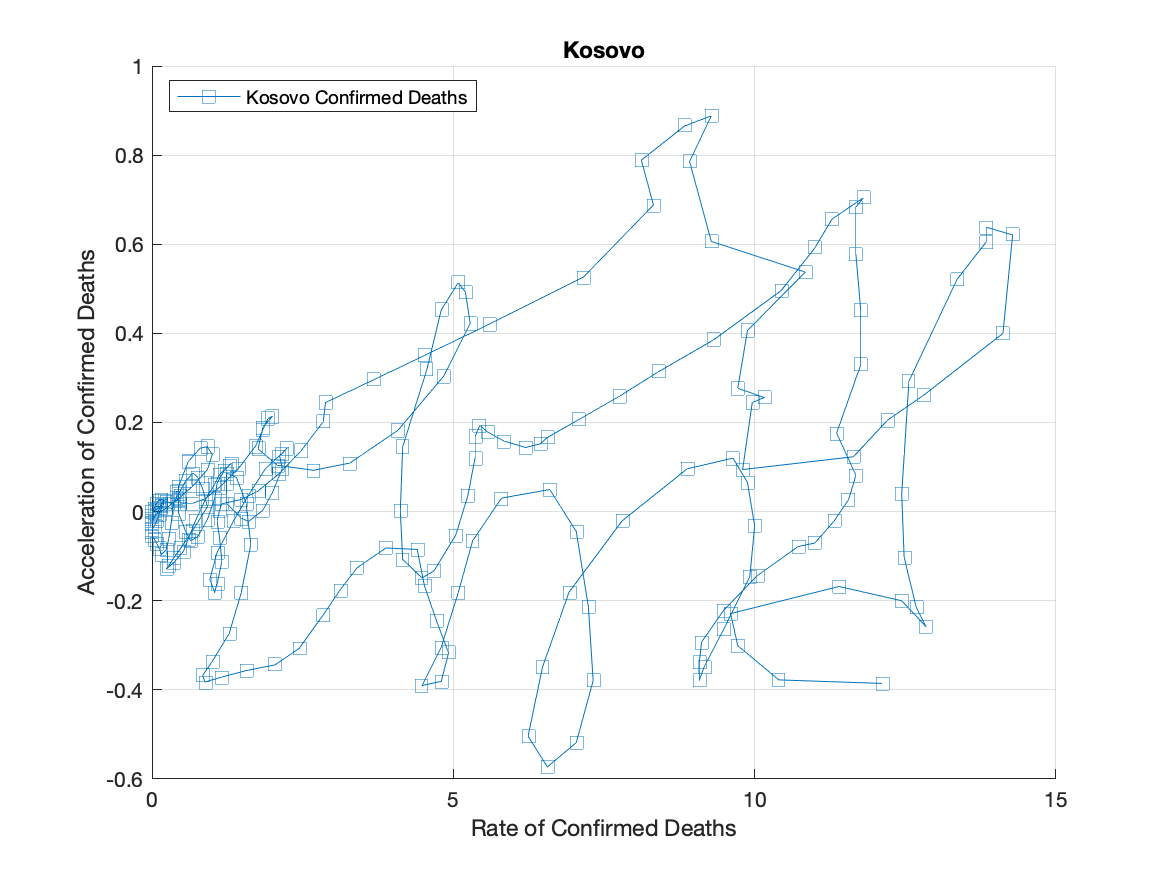 Kosovo
Kosovo Confirmed Deaths
1
0.8
0.6
0.4
0.2
0
-0.2
-0.4
-0.6
Acceleration of Confirmed Deaths
0 5 10 15
Rate of Confirmed Deaths